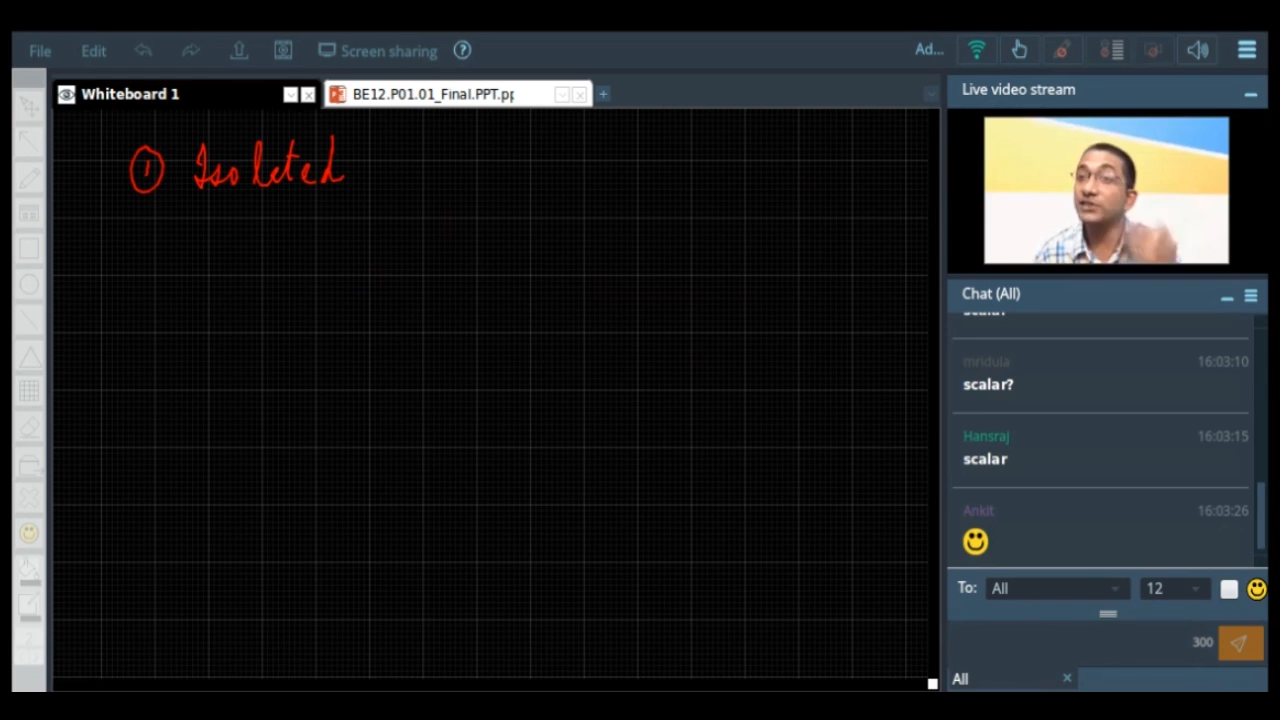 File Edit Screen sharing Ad...
Whiteboard 1 BE12.P01.01_Final.PPT.pp
① Isolated
Live video stream
Chat (All)
mridula 16:03:10
scalar?
Hansraj 16:03:15
scalar
Ankit 16:03:26
To: All 12
300
All